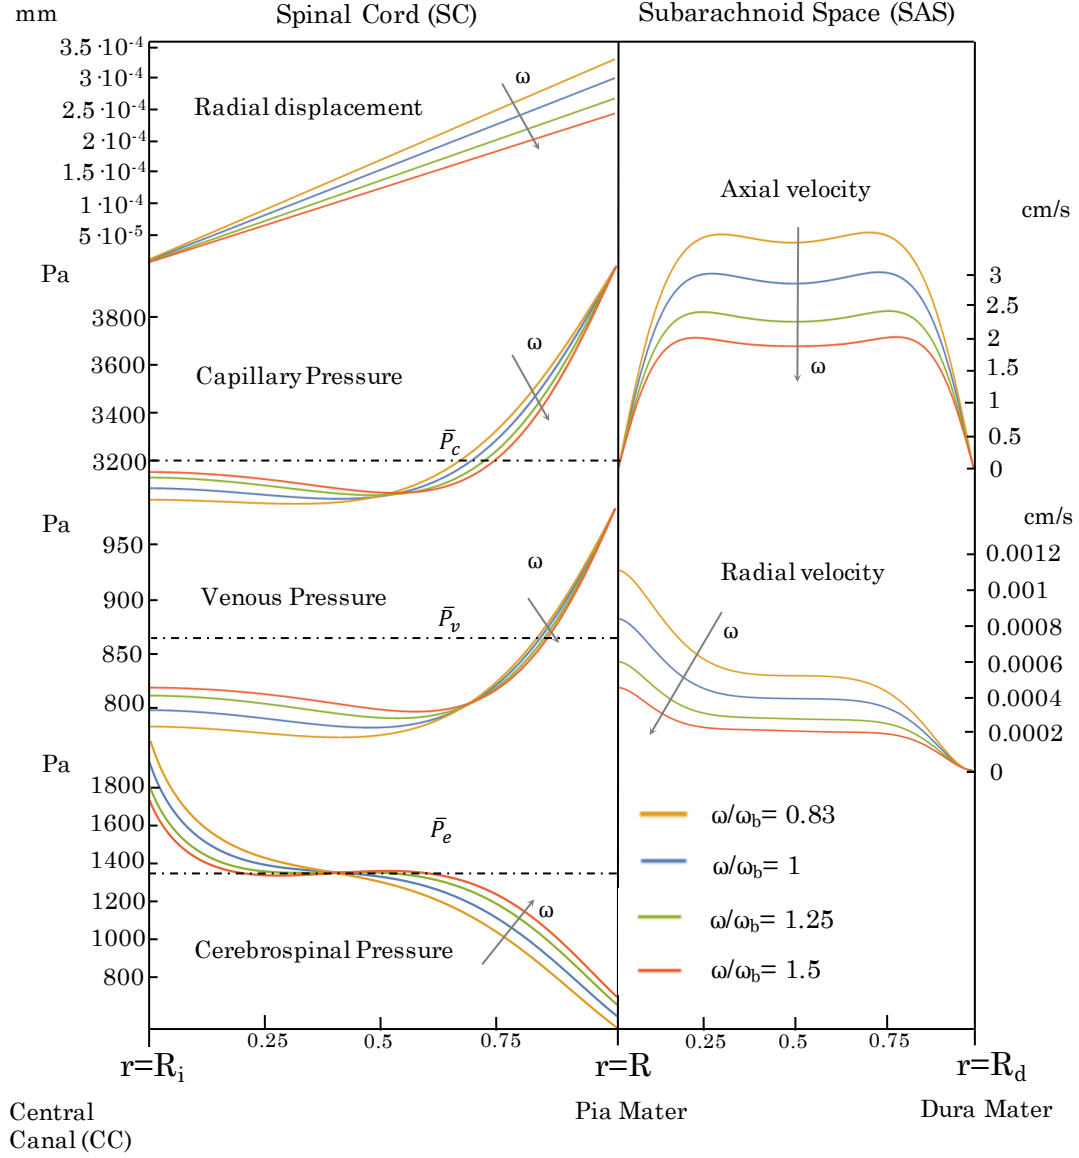 mm
Spinal Cord (SC)
Subarachnoid Space (SAS)
3.5·10⁻⁴
3·10⁻⁴
2.5·10⁻⁴
2·10⁻⁴
1.5·10⁻⁴
1·10⁻⁴
5·10⁻⁵
Radial displacement
ω
Axial velocity
cm/s
ω
3
2.5
2
1.5
1
0.5
0
Pa
3800
3600
3400
3200
Capillary Pressure
ω
P̄c
Pa
950
900
850
800
Venous Pressure
ω
P̄v
cm/s
0.0012
0.001
0.0008
0.0006
0.0004
0.0002
0
Radial velocity
ω
Pa
1800
1600
1400
1200
1000
800
P̄e
ω
Cerebrospinal Pressure
ω/ωb= 0.83
ω/ωb= 1
ω/ωb= 1.25
ω/ωb= 1.5
0.25
0.5
0.75
0.25
0.5
0.75
r=Ri
r=R
r=Rd
Central
Canal (CC)
Pia Mater
Dura Mater